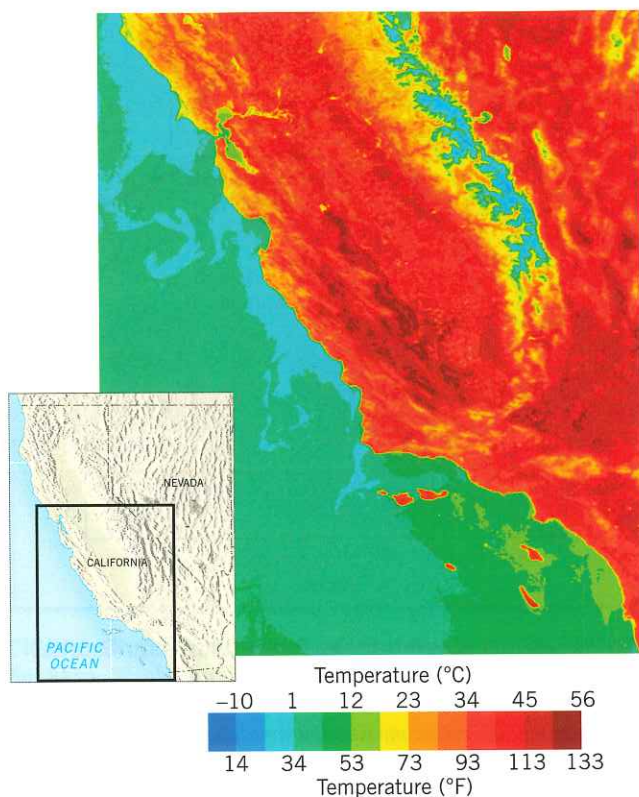 NEVADA
CALIFORNIA
PACIFIC
OCEAN
Temperature (°C)
−10 1 12 23 34 45 56
14 34 53 73 93 113 133
Temperature (°F)